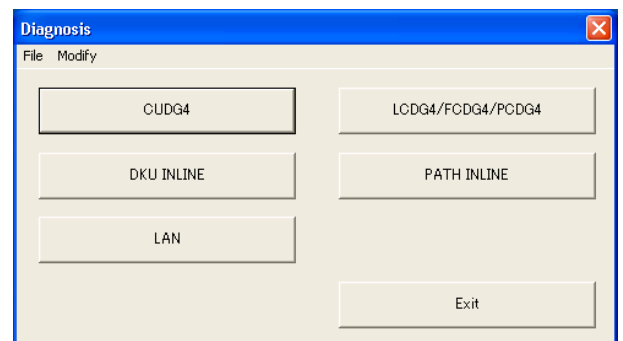 Diagnosis
File Modify
CUDG4 LCDG4/FCDG4/PCDG4
DKU INLINE PATH INLINE
LAN
Exit